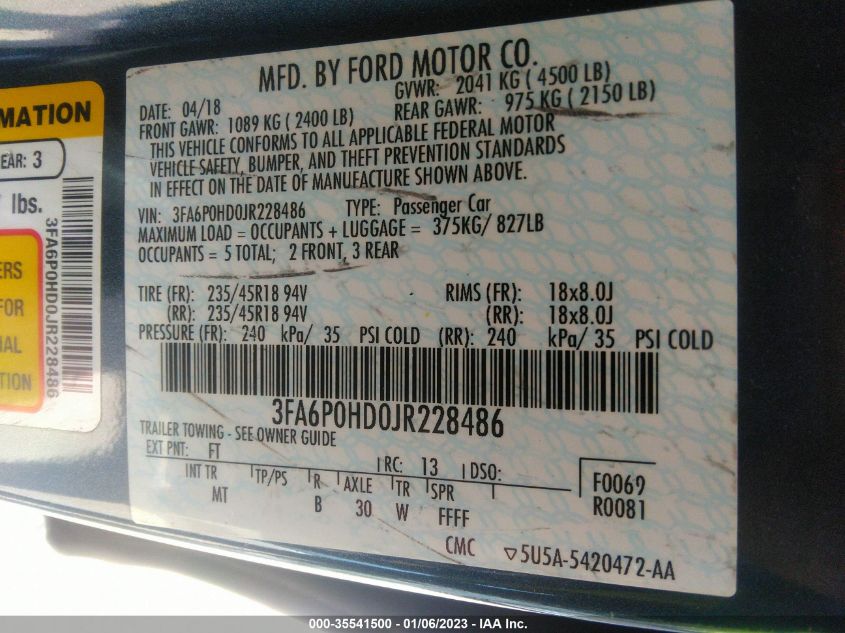 MATION
EAR: 3
lbs.
3FA6P0HD0JR228486
ERS
FOR
IAL
TION
MFD. BY FORD MOTOR CO.
DATE: 04/18
GVWR: 2041 KG ( 4500 LB)
FRONT GAWR: 1089 KG ( 2400 LB)
REAR GAWR: 975 KG ( 2150 LB)
THIS VEHICLE CONFORMS TO ALL APPLICABLE FEDERAL MOTOR
VEHICLE SAFETY, BUMPER, AND THEFT PREVENTION STANDARDS
IN EFFECT ON THE DATE OF MANUFACTURE SHOWN ABOVE.
VIN: 3FA6P0HD0JR228486 TYPE: Passenger Car
MAXIMUM LOAD = OCCUPANTS + LUGGAGE = 375KG/ 827LB
OCCUPANTS = 5 TOTAL; 2 FRONT, 3 REAR
TIRE (FR): 235/45R18 94V RIMS (FR): 18x8.0J
(RR): 235/45R18 94V (RR): 18x8.0J
PRESSURE (FR): 240 kPa/ 35 PSI COLD (RR): 240 kPa/ 35 PSI COLD
3FA6P0HD0JR228486
TRAILER TOWING - SEE OWNER GUIDE
EXT PNT: FT RC: 13 DSO:
INT TR TP/PS R AXLE TR SPR
MT B 30 W FFFF
F0069
R0081
CMC ▽5U5A-5420472-AA
000-35541500 — 01/06/2023 - IAA Inc.